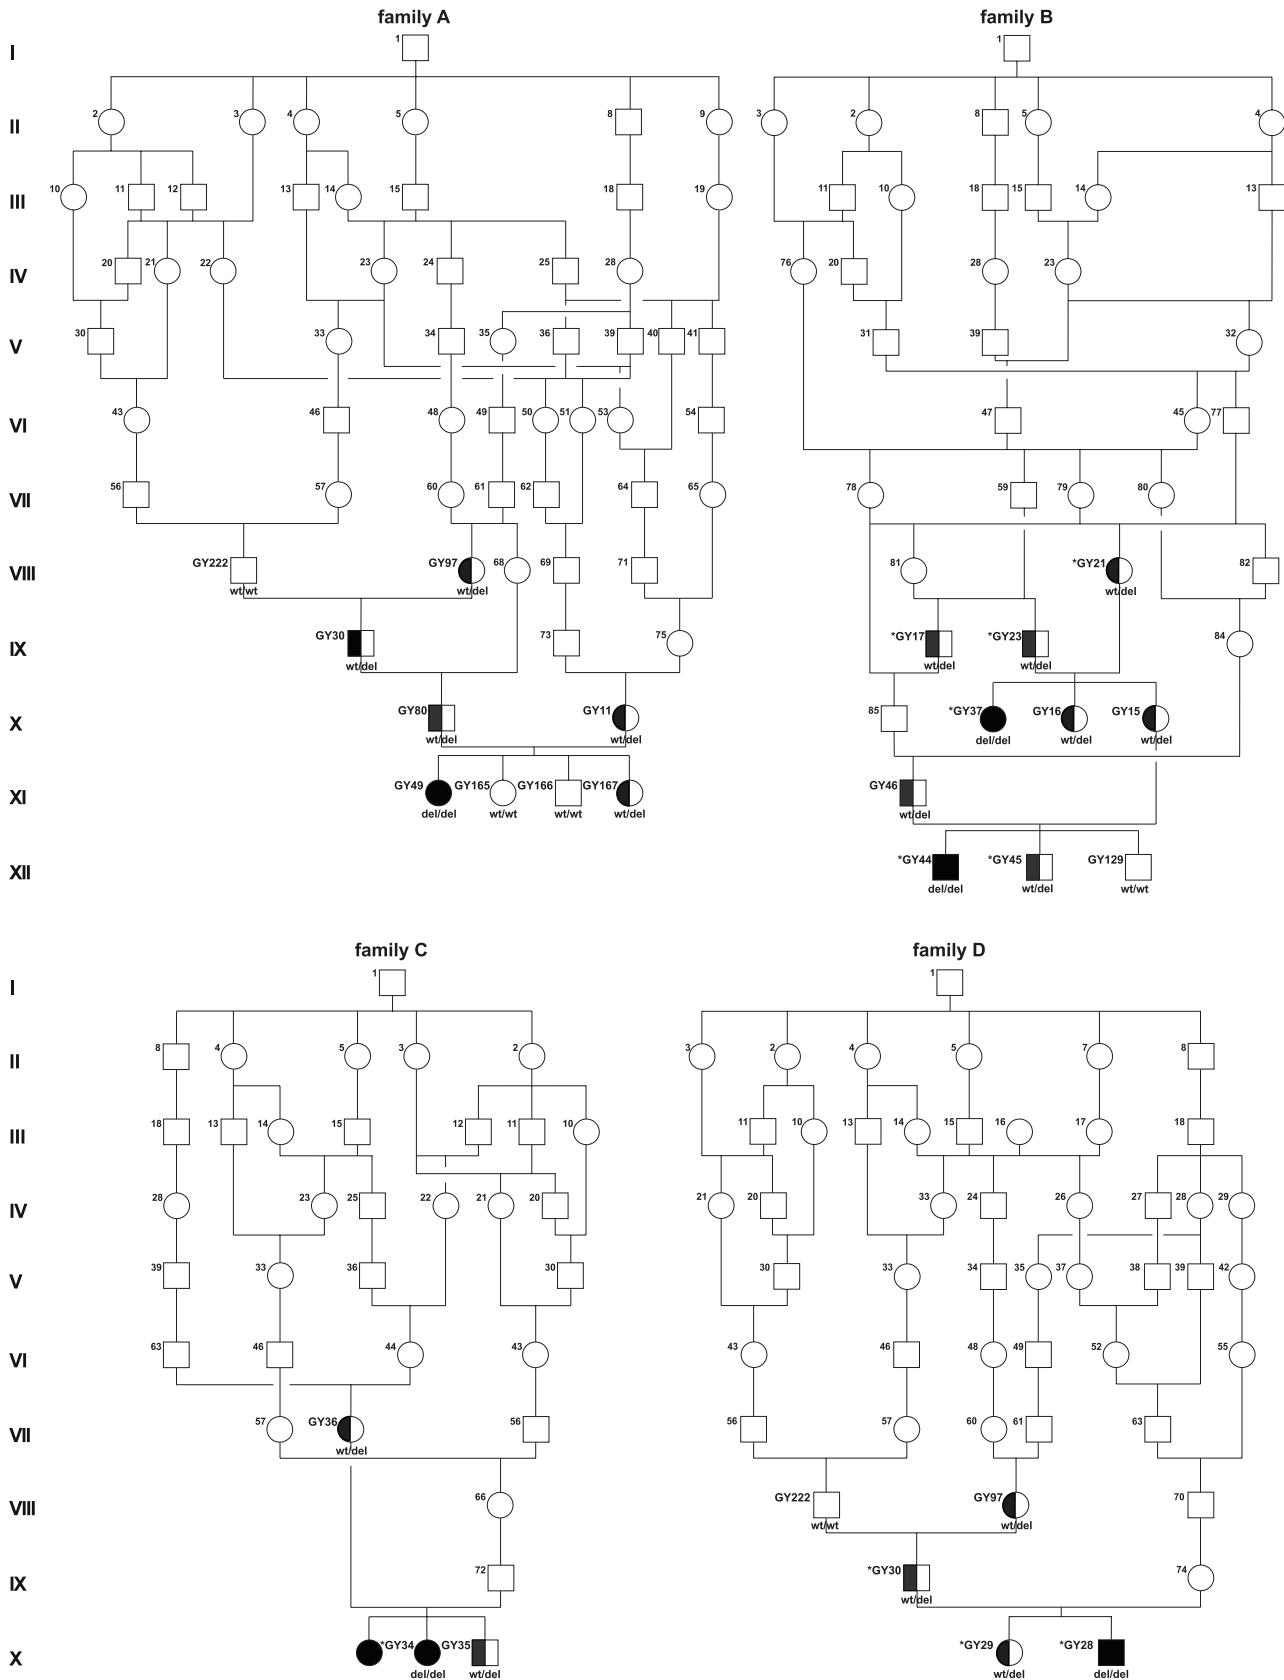 family A family B
I 1 1
II 2 3 4 5 8 9 3 2 8 5 4
III 10 11 12 13 14 15 18 19 11 10 18 15 14 13
IV 20 21 22 23 24 25 28 76 20 28 23
V 30 33 34 35 36 39 40 41 31 39 32
VI 43 46 48 49 50 51 53 54 47 45 77
VII 56 57 60 61 62 64 65 78 59 79 80
VIII GY222 GY97 68 69 71 81 *GY21 82
wt/wt wt/del wt/del
IX GY30 73 75 *GY17 *GY23 84
wt/del wt/del wt/del
X GY80 GY11 85 *GY37 GY16 GY15
wt/del wt/del del/del wt/del wt/del
XI GY49 GY165 GY166 GY167 GY46
del/del wt/wt wt/wt wt/del wt/del
XII *GY44 *GY45 GY129
del/del wt/del wt/wt
family C family D
I 1 1
II 8 4 5 3 2 3 2 4 5 7 8
III 18 13 14 15 12 11 10 11 10 13 14 15 16 17 18
IV 28 23 25 22 21 20 21 20 33 24 26 27 28 29
V 39 33 36 30 30 33 34 35 37 38 39 42
VI 63 46 44 43 43 46 48 49 52 55
VII 57 GY36 56 56 57 60 61 63
wt/del
VIII 66 GY222 GY97 70
wt/wt wt/del
IX 72 *GY30 74
wt/del
X *GY34 GY35 *GY29 *GY28
del/del wt/del wt/del del/del